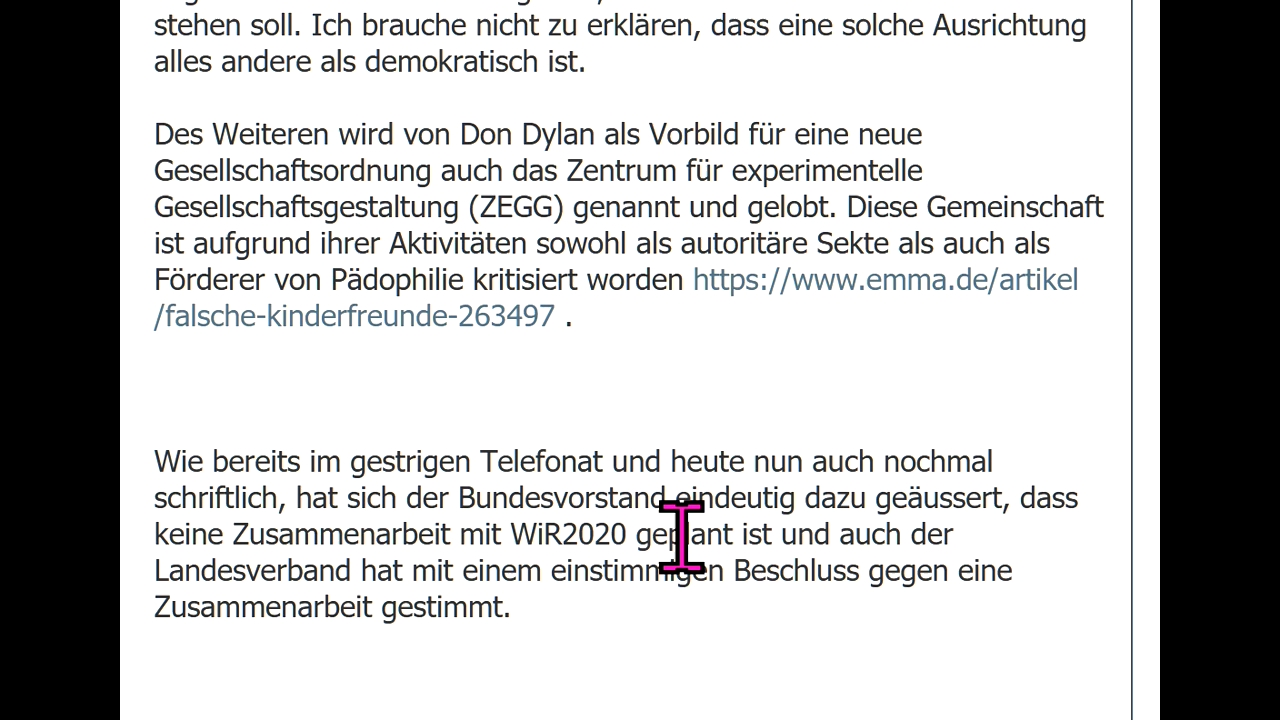 stehen soll. Ich brauche nicht zu erklären, dass eine solche Ausrichtung
alles andere als demokratisch ist.
Des Weiteren wird von Don Dylan als Vorbild für eine neue
Gesellschaftsordnung auch das Zentrum für experimentelle
Gesellschaftsgestaltung (ZEGG) genannt und gelobt. Diese Gemeinschaft
ist aufgrund ihrer Aktivitäten sowohl als autoritäre Sekte als auch als
Förderer von Pädophilie kritisiert worden https://www.emma.de/artikel
/falsche-kinderfreunde-263497 .
Wie bereits im gestrigen Telefonat und heute nun auch nochmal
schriftlich, hat sich der Bundesvorstand eindeutig dazu geäussert, dass
keine Zusammenarbeit mit WiR2020 geplant ist und auch der
Landesverband hat mit einem einstimmigen Beschluss gegen eine
Zusammenarbeit gestimmt.